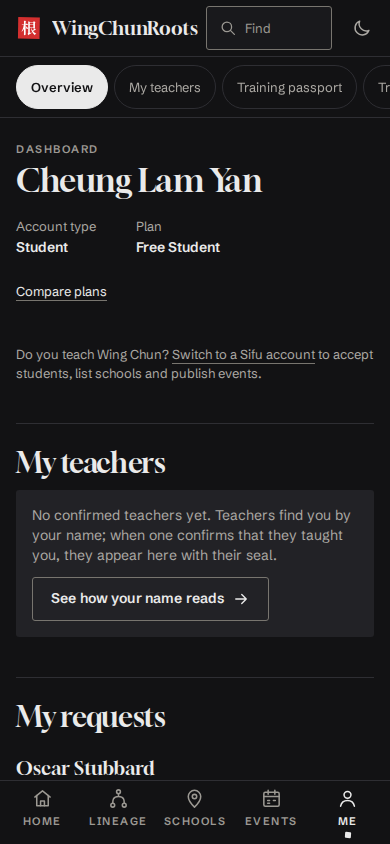 根 WingChunRoots Find
Overview My teachers Training passport Tr
DASHBOARD
Cheung Lam Yan
Account type Plan
Student Free Student
Compare plans
Do you teach Wing Chun? Switch to a Sifu account to accept
students, list schools and publish events.
My teachers
No confirmed teachers yet. Teachers find you by
your name; when one confirms that they taught
you, they appear here with their seal.
See how your name reads →
My requests
Oscar Stubbard
HOME LINEAGE SCHOOLS EVENTS ME